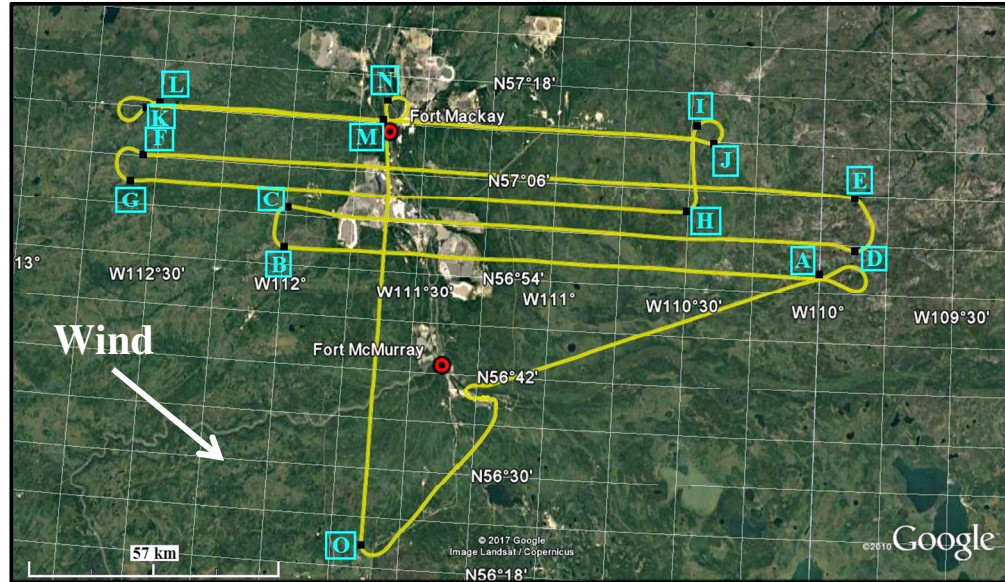 N57°18'
L
N
I
K
Fort Mackay
M
J
F
N57°06'
E
G
C
H
B
A
D
13°
W112°30'
W112°
W111°30'
N56°54'
W111°
W110°30'
W110°
W109°30'
Wind
Fort McMurray
N56°42'
N56°30'
O
© 2017 Google
Image Landsat / Copernicus
©2010 Google
57 km
N56°18'